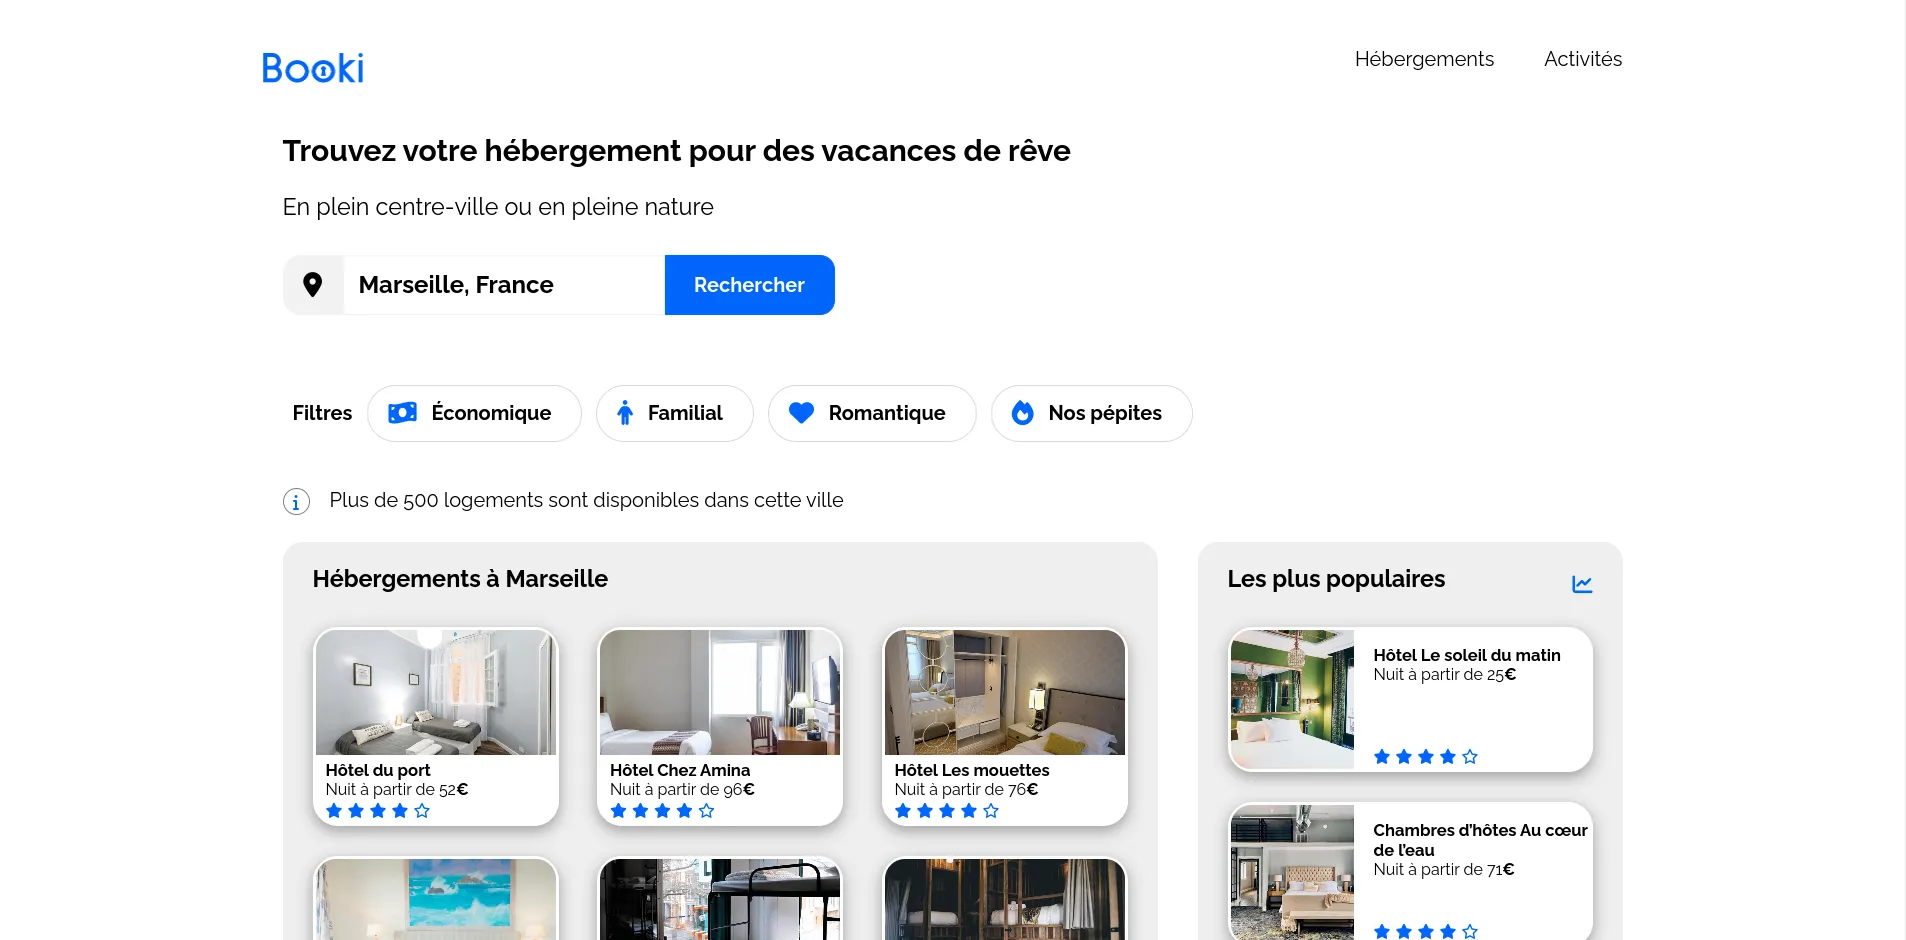 Booki
Hébergements
Activités
Trouvez votre hébergement pour des vacances de rêve
En plein centre-ville ou en pleine nature
Marseille, France
Rechercher
Filtres
Économique
Familial
Romantique
Nos pépites
Plus de 500 logements sont disponibles dans cette ville
Hébergements à Marseille
Hôtel du port
Nuit à partir de 52€
Hôtel Chez Amina
Nuit à partir de 96€
Hôtel Les mouettes
Nuit à partir de 76€
Les plus populaires
Hôtel Le soleil du matin
Nuit à partir de 25€
Chambres d’hôtes Au cœur
de l’eau
Nuit à partir de 71€